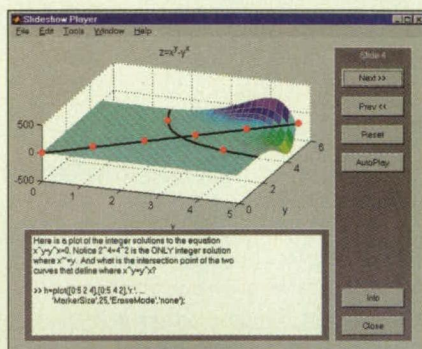 Slideshow Player
File Edit Tools Window Help
z=x^y-y^x
Slide 4
Next >>
Prev <<
Reset
AutoPlay
500
0
-500
0
1
2
3
4
5
x
0
2
4
6
y
Here is a plot of the integer solutions to the equation
x^y-y^x=0. Notice 2^4=4^2 is the ONLY integer solution
where x~=y. And what is the intersection point of the two
curves that define where x^y=y^x?
>> h=plot([0:5 2 4],[0:5 4 2],'r.', ...
'MarkerSize',25,'EraseMode','none');
Info
Close